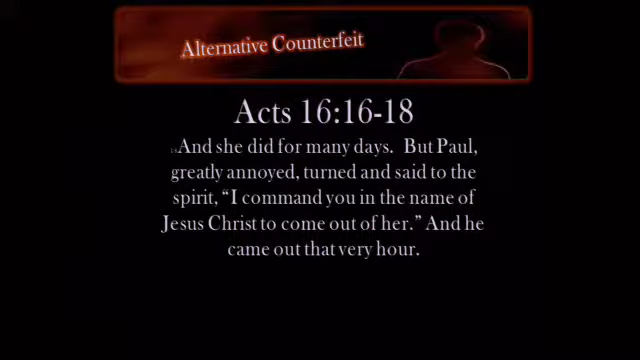 Alternative Counterfeit
Acts 16:16-18
And she did for many days.  But Paul,
greatly annoyed, turned and said to the
spirit, “I command you in the name of
Jesus Christ to come out of her.” And he
came out that very hour.